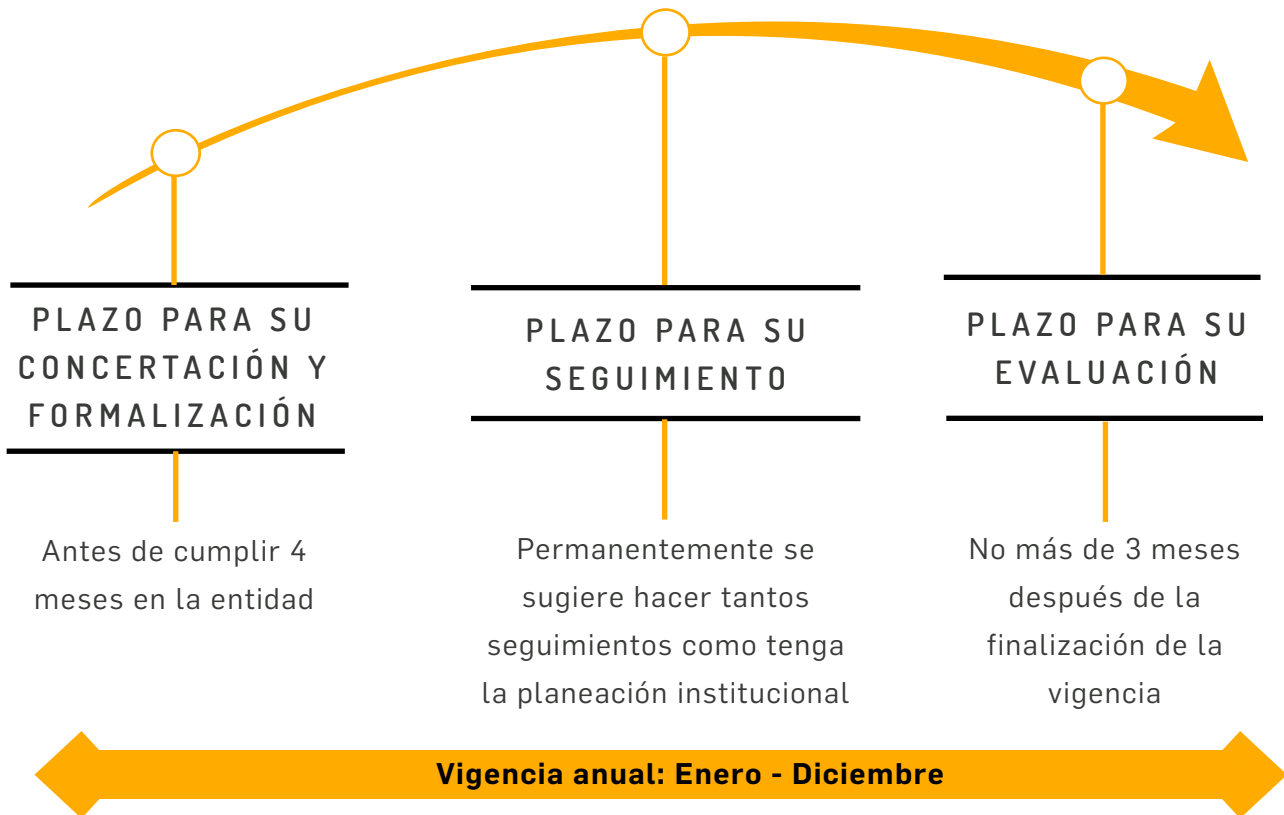 PLAZO PARA SU
CONCERTACIÓN Y
FORMALIZACIÓN
Antes de cumplir 4
meses en la entidad
PLAZO PARA SU
SEGUIMIENTO
Permanentemente se
sugiere hacer tantos
seguimientos como tenga
la planeación institucional
PLAZO PARA SU
EVALUACIÓN
No más de 3 meses
después de la
finalización de la
vigencia
Vigencia anual: Enero - Diciembre